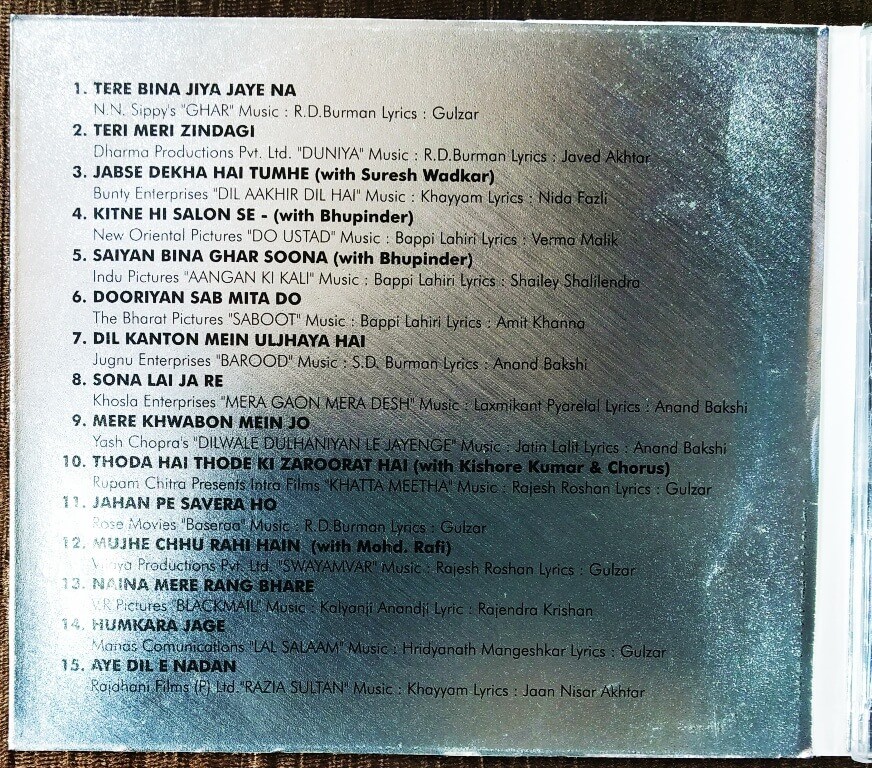 1. TERE BINA JIYA JAYE NA
N.N. Sippy's "GHAR" Music : R.D.Burman Lyrics : Gulzar
2. TERI MERI ZINDAGI
Dharma Productions Pvt. Ltd. "DUNIYA" Music : R.D.Burman Lyrics : Javed Akhtar
3. JABSE DEKHA HAI TUMHE (with Suresh Wadkar)
Bunty Enterprises "DIL AAKHIR DIL HAI" Music : Khayyam Lyrics : Nida Fazli
4. KITNE HI SALON SE - (with Bhupinder)
New Oriental Pictures "DO USTAD" Music : Bappi Lahiri Lyrics : Verma Malik
5. SAIYAN BINA GHAR SOONA (with Bhupinder)
Indu Pictures "AANGAN KI KALI" Music : Bappi Lahiri Lyrics : Shailey Shalilendra
6. DOORIYAN SAB MITA DO
The Bharat Pictures "SABOOT" Music : Bappi Lahiri Lyrics : Amit Khanna
7. DIL KANTON MEIN ULJHAYA HAI
Jugnu Enterprises "BAROOD" Music : S.D. Burman Lyrics : Anand Bakshi
8. SONA LAI JA RE
Khosla Enterprises "MERA GAON MERA DESH" Music : Laxmikant Pyarelal Lyrics : Anand Bakshi
9. MERE KHWABON MEIN JO
Yash Chopra's "DILWALE DULHANIYAN LE JAYENGE" Music : Jatin Lalit Lyrics : Anand Bakshi
10. THODA HAI THODE KI ZAROORAT HAI (with Kishore Kumar & Chorus)
Rupam Chitra Presents Intra Films "KHATTA MEETHA" Music : Rajesh Roshan Lyrics : Gulzar
11. JAHAN PE SAVERA HO
Rose Movies "Baseraa" Music : R.D.Burman Lyrics : Gulzar
12. MUJHE CHHU RAHI HAIN (with Mohd. Rafi)
Vijaya Productions Pvt. Ltd. "SWAYAMVAR" Music : Rajesh Roshan Lyrics : Gulzar
13. NAINA MERE RANG BHARE
V.R Pictures "BLACKMAIL" Music : Kalyanji Anandji Lyric : Rajendra Krishan
14. HUMKARA JAGE
Manas Comunications "LAL SALAAM" Music : Hridyanath Mangeshkar Lyrics : Gulzar
15. AYE DIL E NADAN
Rajdhani Films (P) Ltd."RAZIA SULTAN" Music : Khayyam Lyrics : Jaan Nisar Akhtar